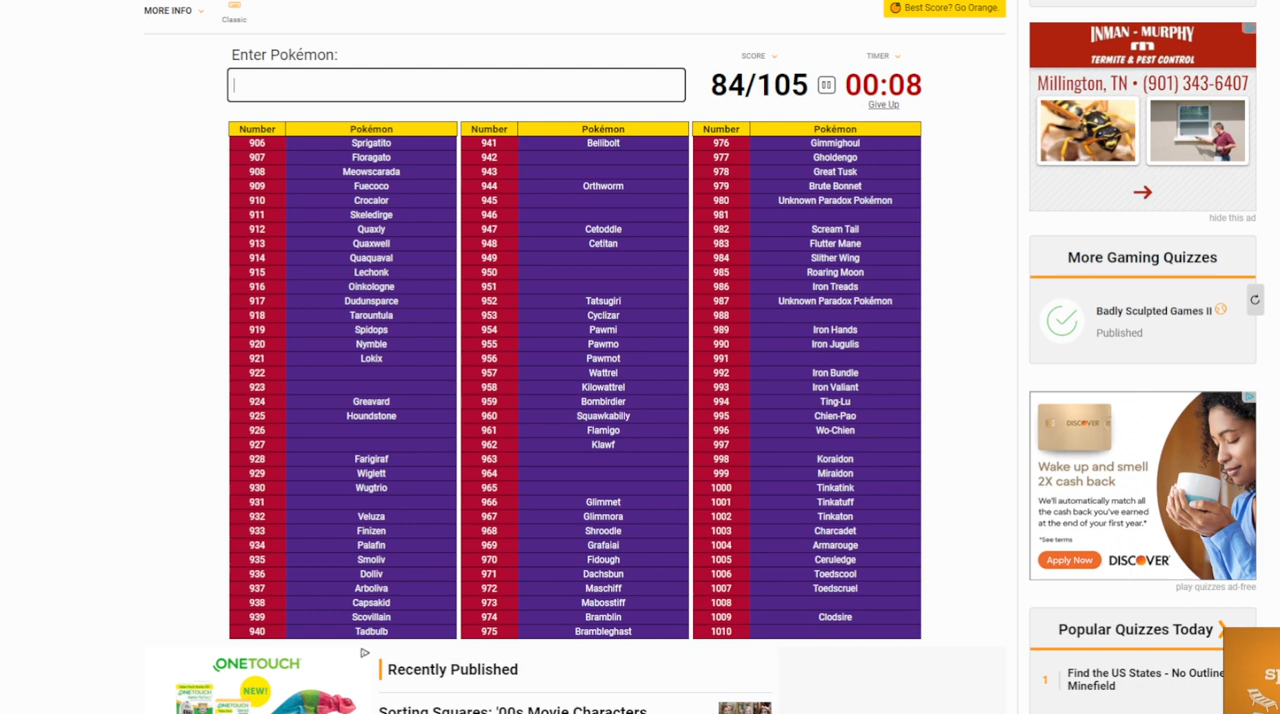 MORE INFO
Classic
Best Score? Go Orange.
Enter Pokémon:
SCORE
TIMER
84/105
00:08
Give Up
Number Pokémon Number Pokémon Number Pokémon
906 Sprigatito 941 Bellibolt 976 Gimmighoul
907 Floragato 942 977 Gholdengo
908 Meowscarada 943 978 Great Tusk
909 Fuecoco 944 Orthworm 979 Brute Bonnet
910 Crocalor 945 980 Unknown Paradox Pokémon
911 Skeledirge 946 981
912 Quaxly 947 Cetoddle 982 Scream Tail
913 Quaxwell 948 Cetitan 983 Flutter Mane
914 Quaquaval 949 984 Slither Wing
915 Lechonk 950 985 Roaring Moon
916 Oinkologne 951 986 Iron Treads
917 Dudunsparce 952 Tatsugiri 987 Unknown Paradox Pokémon
918 Tarountula 953 Cyclizar 988
919 Spidops 954 Pawmi 989 Iron Hands
920 Nymble 955 Pawmo 990 Iron Jugulis
921 Lokix 956 Pawmot 991
922 957 Wattrel 992 Iron Bundle
923 958 Kilowattrel 993 Iron Valiant
924 Greavard 959 Bombirdier 994 Ting-Lu
925 Houndstone 960 Squawkabilly 995 Chien-Pao
926 961 Flamigo 996 Wo-Chien
927 962 Klawf 997
928 Farigiraf 963 998 Koraidon
929 Wiglett 964 999 Miraidon
930 Wugtrio 965 1000 Tinkatink
931 966 Glimmet 1001 Tinkatuff
932 Veluza 967 Glimmora 1002 Tinkaton
933 Finizen 968 Shroodle 1003 Charcadet
934 Palafin 969 Grafaiai 1004 Armarouge
935 Smoliv 970 Fidough 1005 Ceruledge
936 Dolliv 971 Dachsbun 1006 Toedscool
937 Arboliva 972 Maschiff 1007 Toedscruel
938 Capsakid 973 Mabosstiff 1008
939 Scovillain 974 Bramblin 1009 Clodsire
940 Tadbulb 975 Brambleghast 1010
ONETOUCH
NEW!
Recently Published
Sorting Squares: '00s Movie Characters
INMAN - MURPHY
TERMITE & PEST CONTROL
Millington, TN • (901) 343-6407
hide this ad
More Gaming Quizzes
Badly Sculpted Games II
Published
DISCOVER
Wake up and smell
2X cash back
We'll automatically match all
the cash back you've earned
at the end of your first year.*
*See terms
Apply Now
DISCOVER
play quizzes ad-free
Popular Quizzes Today
1
Find the US States - No Outline
Minefield